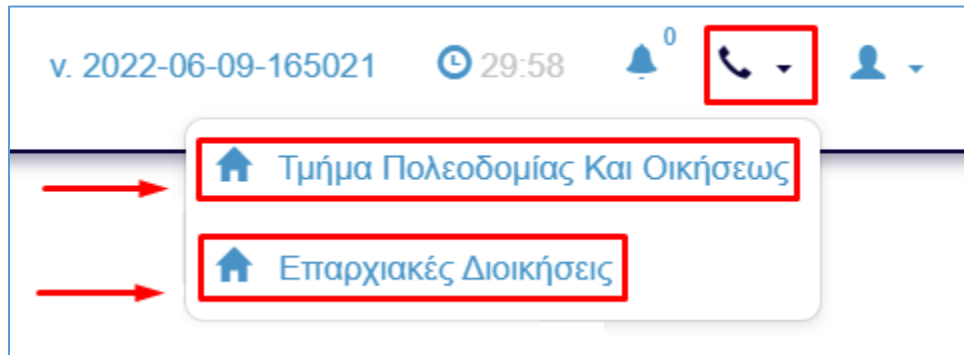 v. 2022-06-09-165021 29:58 0
Τμήμα Πολεοδομίας Και Οικήσεως
Επαρχιακές Διοικήσεις